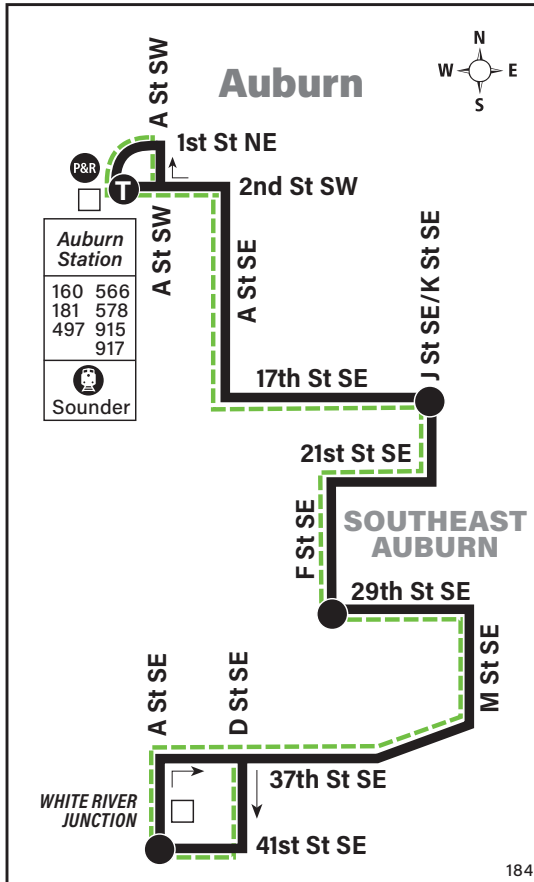 Auburn
N
W E
S
A St SW
1st St NE
P&R
T
2nd St SW
A St SW
A St SE
J St SE/K St SE
Auburn
Station
160 566
181 578
497 915
917
Sounder
17th St SE
21st St SE
F St SE
SOUTHEAST
AUBURN
29th St SE
M St SE
A St SE
D St SE
37th St SE
WHITE RIVER
JUNCTION
41st St SE
184